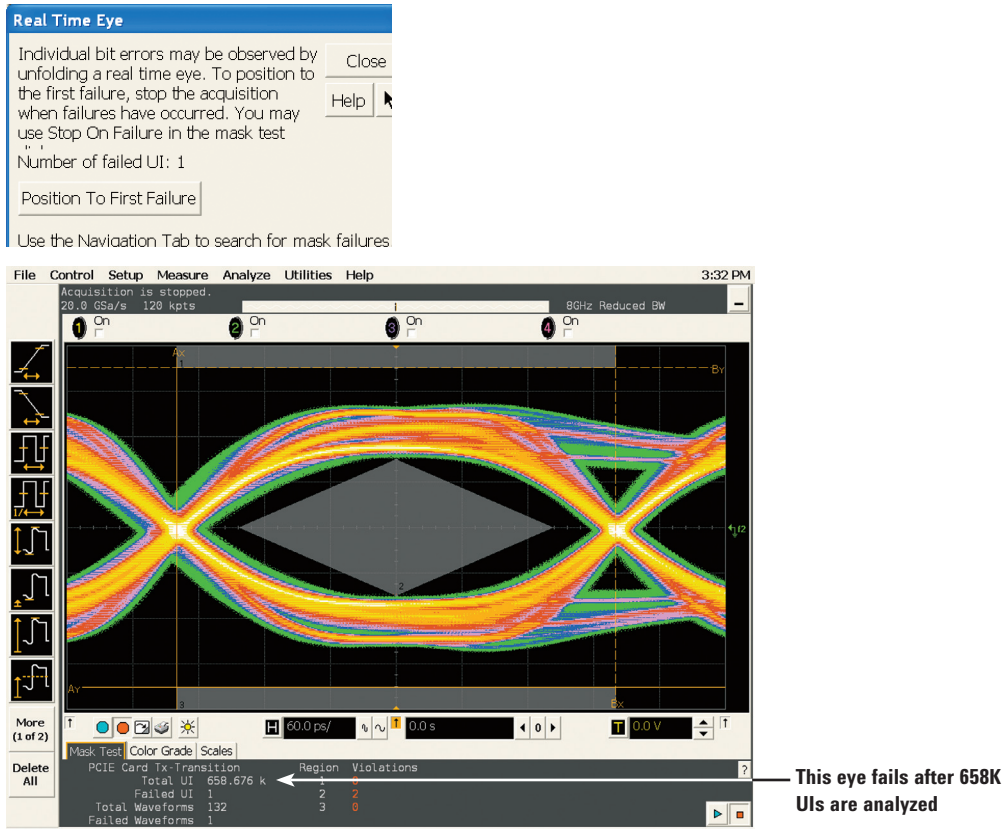 Real Time Eye
Individual bit errors may be observed by
unfolding a real time eye. To position to
the first failure, stop the acquisition
when failures have occurred. You may
use Stop On Failure in the mask test
Close
Help
Number of failed UI: 1
Position To First Failure
Use the Navigation Tab to search for mask failures
File Control Setup Measure Analyze Utilities Help 3:32 PM
Acquisition is stopped.
20.0 GSa/s 120 kpts 8GHz Reduced BW
1 On 2 On 3 On 4 On
Ax
1
By
2
Ay
3
Bx
More
(1 of 2)
Delete
All
H 60.0 ps/ 0.0 s 0 T 0.0 V
Mask Test Color Grade Scales
PCIE Card Tx-Transition Region Violations
Total UI 658.676 k 1 0
Failed UI 1 2 2
Total Waveforms 132 3 0
Failed Waveforms 1
?
This eye fails after 658K
UIs are analyzed